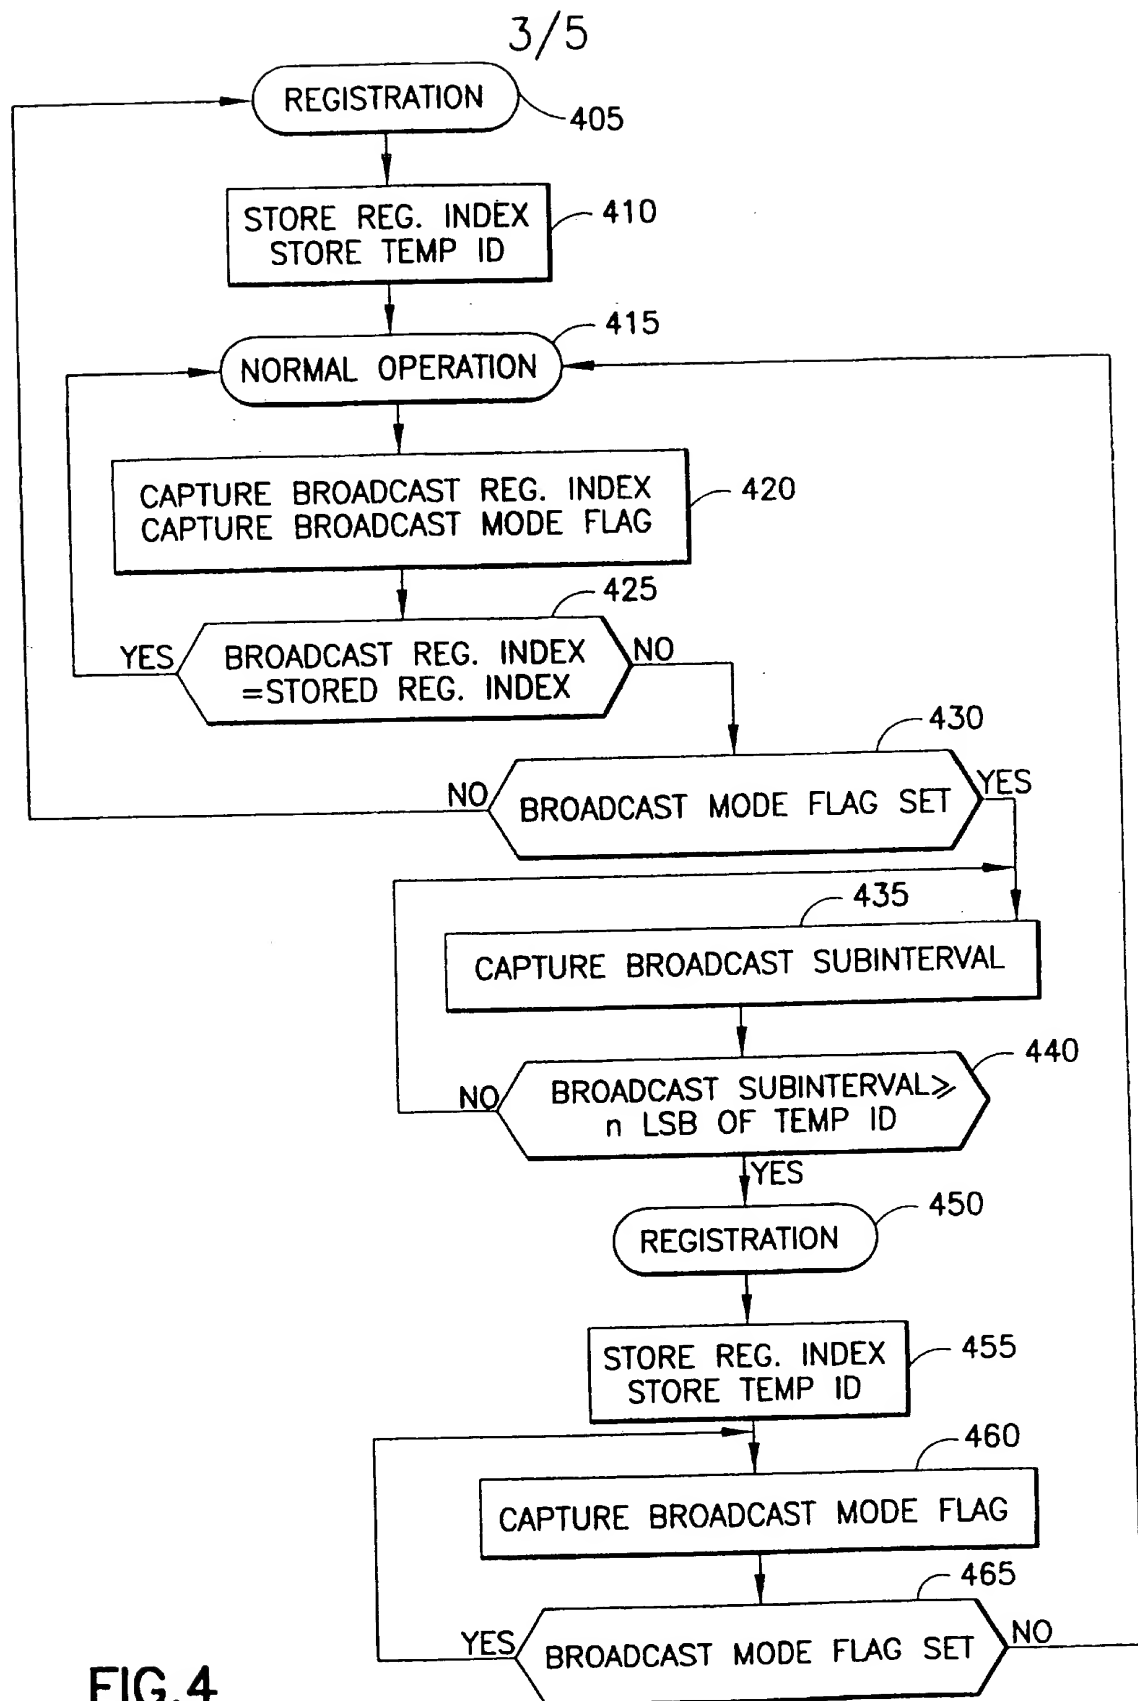 3/5
REGISTRATION
405
STORE REG. INDEX
STORE TEMP ID
410
415
NORMAL OPERATION
CAPTURE BROADCAST REG. INDEX
CAPTURE BROADCAST MODE FLAG
420
425
YES
BROADCAST REG. INDEX
=STORED REG. INDEX
NO
430
NO
BROADCAST MODE FLAG SET
YES
435
CAPTURE BROADCAST SUBINTERVAL
440
NO
BROADCAST SUBINTERVAL⩾
n LSB OF TEMP ID
YES
450
REGISTRATION
STORE REG. INDEX
STORE TEMP ID
455
460
CAPTURE BROADCAST MODE FLAG
465
YES
BROADCAST MODE FLAG SET
NO
FIG.4